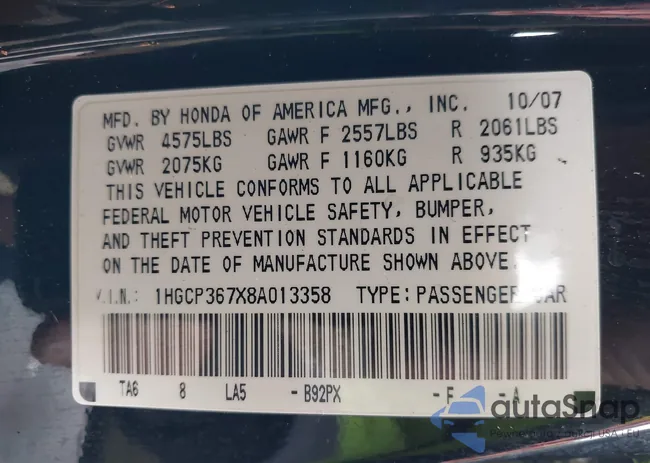 MFD. BY HONDA OF AMERICA MFG., INC. 10/07
GVWR 4575LBS GAWR F 2557LBS R 2061LBS
GVWR 2075KG GAWR F 1160KG R 935KG
THIS VEHICLE CONFORMS TO ALL APPLICABLE
FEDERAL MOTOR VEHICLE SAFETY, BUMPER,
AND THEFT PREVENTION STANDARDS IN EFFECT
ON THE DATE OF MANUFACTURE SHOWN ABOVE.
V.I.N.: 1HGCP367X8A013358 TYPE: PASSENGER CAR
TA6 8 LA5 -B92PX -F -A
autoSnap
Powered by